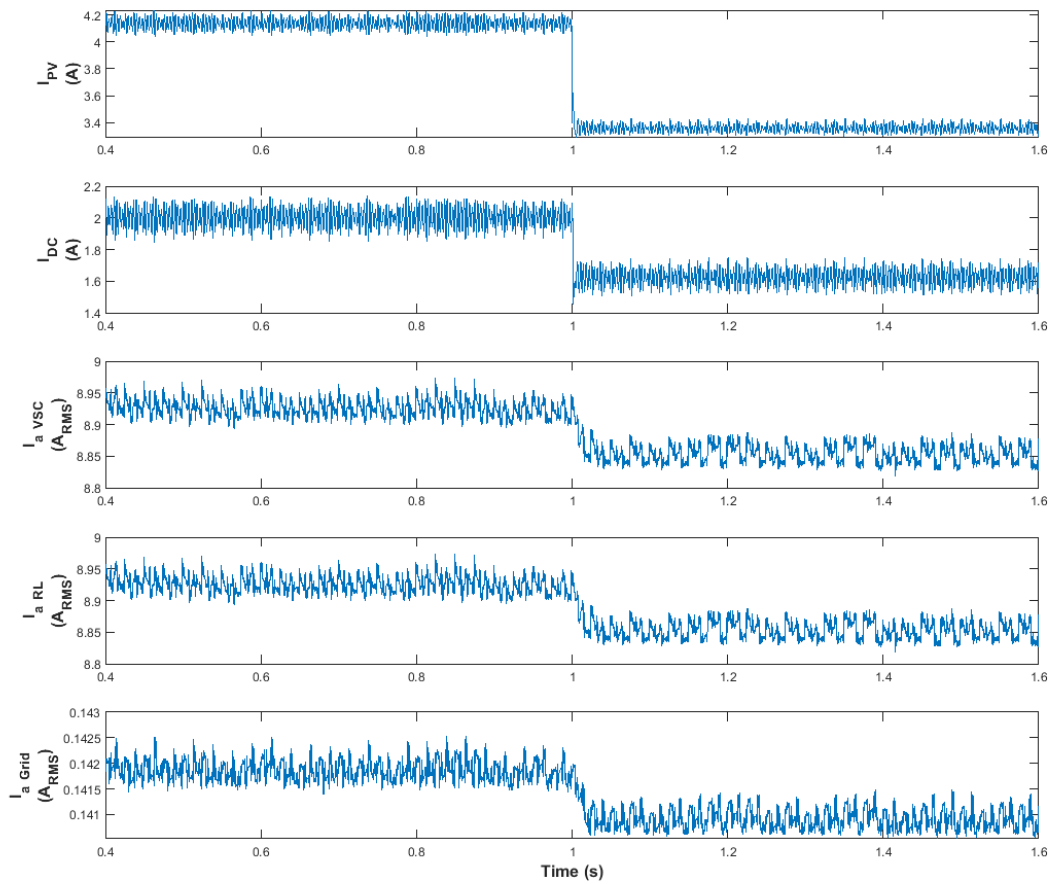 4.2
4
3.8
3.6
3.4
I_PV
(A)
0.4 0.6 0.8 1 1.2 1.4 1.6
2.2
2
1.8
1.6
1.4
I_DC
(A)
0.4 0.6 0.8 1 1.2 1.4 1.6
9
8.95
8.9
8.85
8.8
I_a VSC
(A_RMS)
0.4 0.6 0.8 1 1.2 1.4 1.6
9
8.95
8.9
8.85
8.8
I_a RL
(A_RMS)
0.4 0.6 0.8 1 1.2 1.4 1.6
0.143
0.1425
0.142
0.1415
0.141
I_a Grid
(A_RMS)
0.4 0.6 0.8 1 1.2 1.4 1.6
Time (s)